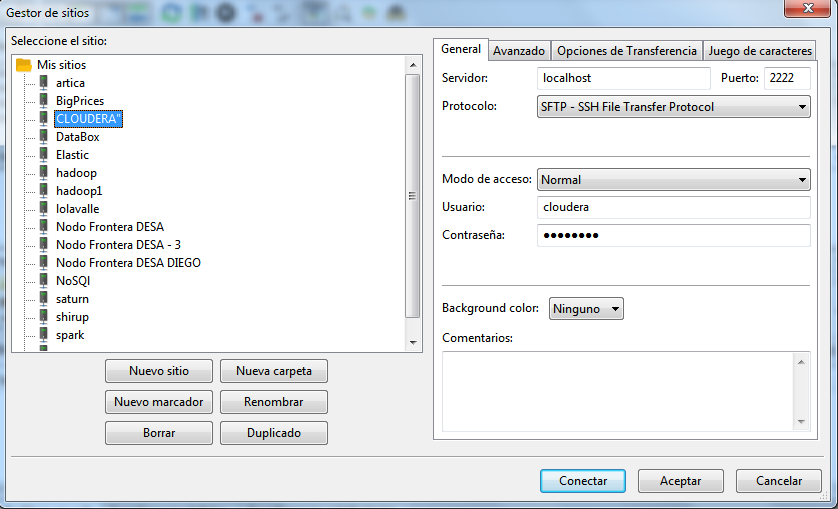 Gestor de sitios
Seleccione el sitio:
Mis sitios
artica
BigPrices
CLOUDERA"
DataBox
Elastic
hadoop
hadoop1
lolavalle
Nodo Frontera DESA
Nodo Frontera DESA - 3
Nodo Frontera DESA DIEGO
NoSQl
saturn
shirup
spark
Nuevo sitio Nueva carpeta
Nuevo marcador Renombrar
Borrar Duplicado
General Avanzado Opciones de Transferencia Juego de caracteres
Servidor: localhost Puerto: 2222
Protocolo: SFTP - SSH File Transfer Protocol
Modo de acceso: Normal
Usuario: cloudera
Contraseña: ●●●●●●●●
Background color: Ninguno
Comentarios:
Conectar Aceptar Cancelar